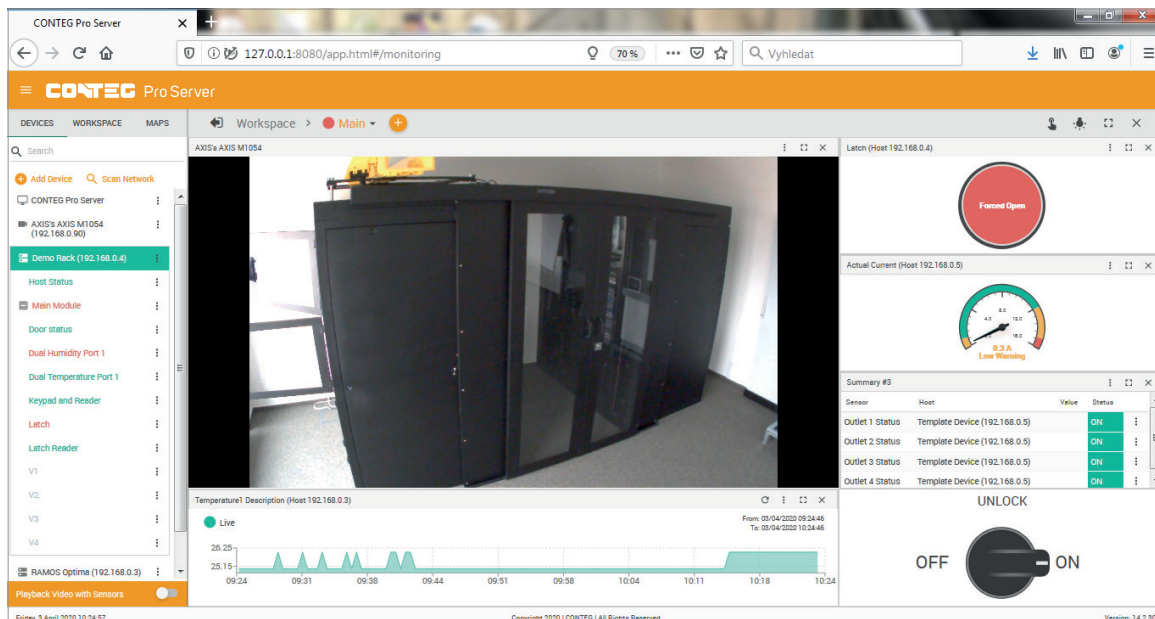 CONTEG Pro Server
127.0.0.1:8080/app.html#/monitoring
70 %
Vyhledat
CONTEG Pro Server
DEVICES WORKSPACE MAPS
Workspace > Main
Search
Add Device Scan Network
CONTEG Pro Server
AXIS's AXIS M1054
(192.168.0.90)
Demo Rack (192.168.0.4)
Host Status
Main Module
Door status
Dual Humidity Port 1
Dual Temperature Port 1
Keypad and Reader
Latch
Latch Reader
V1
V2
V3
V4
RAMOS Optima (192.168.0.3)
Playback Video with Sensors
AXIS's AXIS M1054
Temperature1 Description (Host 192.168.0.3)
Live
From: 03/04/2020 09:24:46
To: 03/04/2020 10:24:46
26.25
25.15
09:24 09:31 09:38 09:44 09:51 09:58 10:04 10:11 10:18 10:24
Latch (Host 192.168.0.4)
Forced Open
Actual Current (Host 192.168.0.5)
8.0
4.0 12.0
16.0
0.3 A
Low Warning
Summary #3
Sensor Host Value Status
Outlet 1 Status Template Device (192.168.0.5) ON
Outlet 2 Status Template Device (192.168.0.5) ON
Outlet 3 Status Template Device (192.168.0.5) ON
Outlet 4 Status Template Device (192.168.0.5) ON
UNLOCK
OFF ON
Friday, 3 April 2020 10:24:57
Copyright 2020 | CONTEG | All Rights Reserved